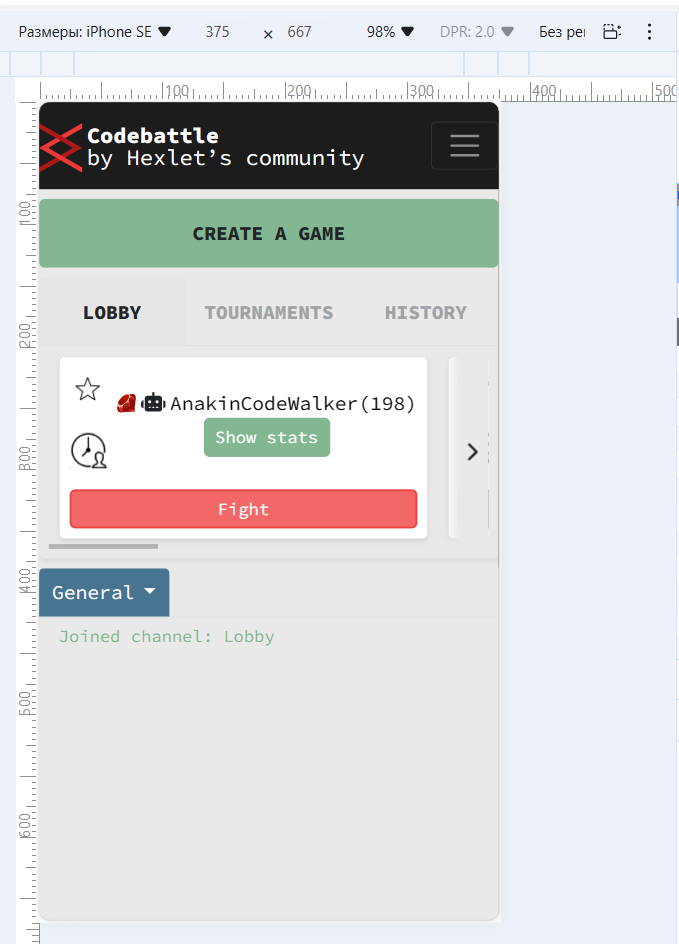 Размеры: iPhone SE 375 × 667 98% DPR: 2.0 Без рег
100 200 300 400 500
Codebattle
by Hexlet’s community
100
CREATE A GAME
LOBBY TOURNAMENTS HISTORY
200
AnakinCodeWalker(198)
Show stats
300
Fight
400
General
Joined channel: Lobby
500
600